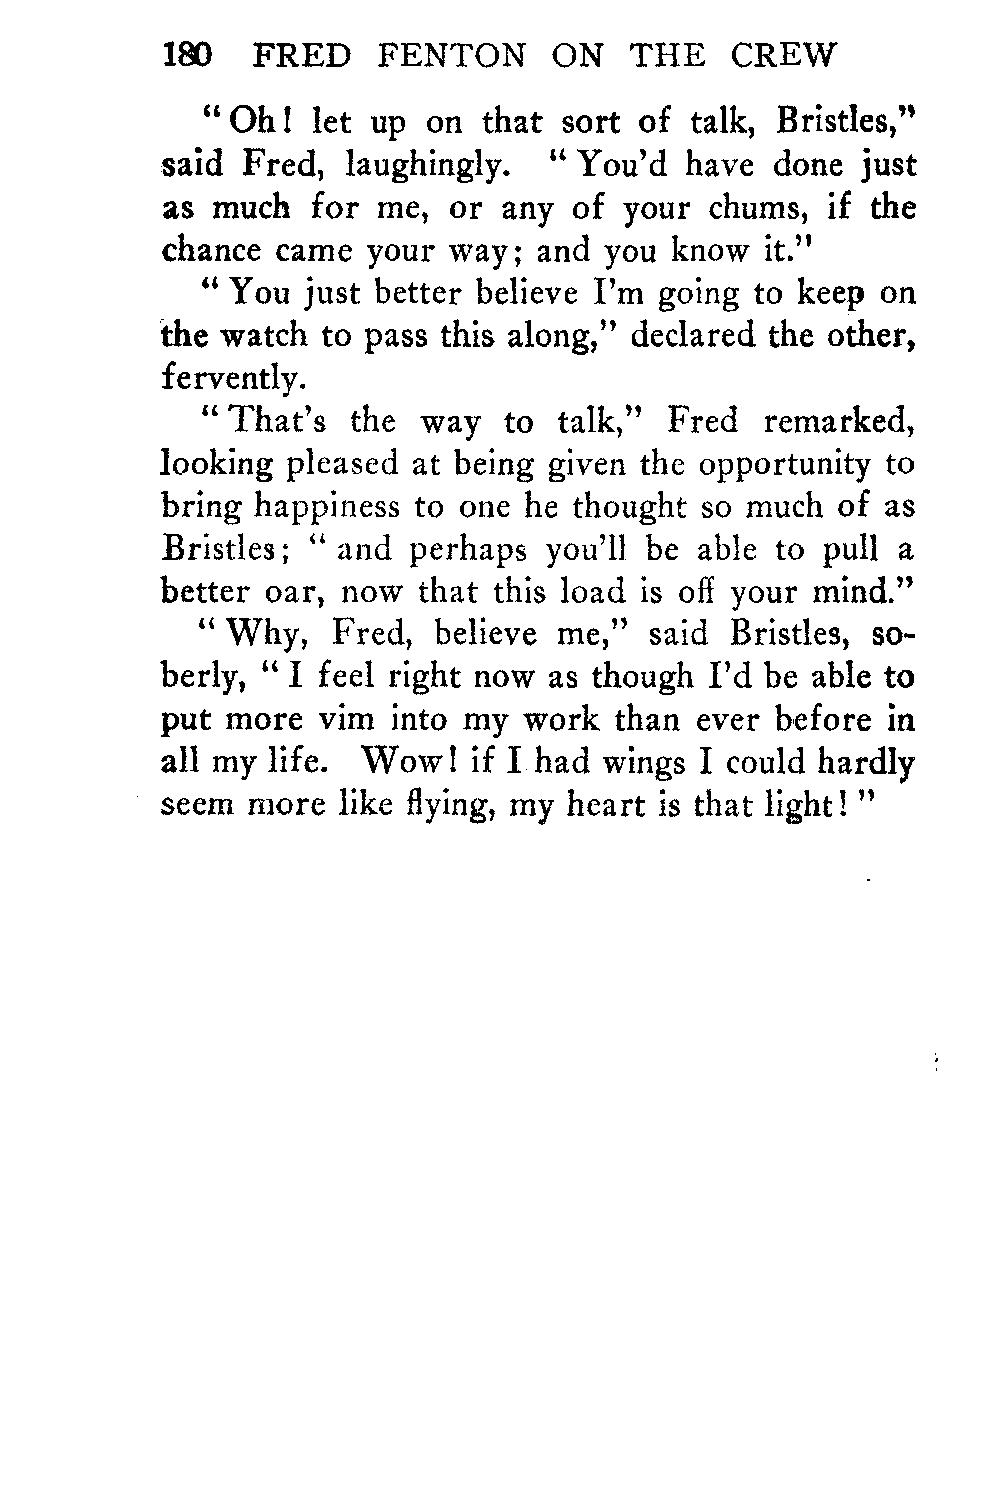 180 FRED FENTON ON THE CREW
“Oh! let up on that sort of talk, Bristles,”
said Fred, laughingly. “You’d have done just
as much for me, or any of your chums, if the
chance came your way; and you know it.”
“You just better believe I’m going to keep on
the watch to pass this along,” declared the other,
fervently.
“That’s the way to talk,” Fred remarked,
looking pleased at being given the opportunity to
bring happiness to one he thought so much of as
Bristles; “and perhaps you’ll be able to pull a
better oar, now that this load is off your mind.”
“Why, Fred, believe me,” said Bristles, so-
berly, “I feel right now as though I’d be able to
put more vim into my work than ever before in
all my life. Wow! if I had wings I could hardly
seem more like flying, my heart is that light!”